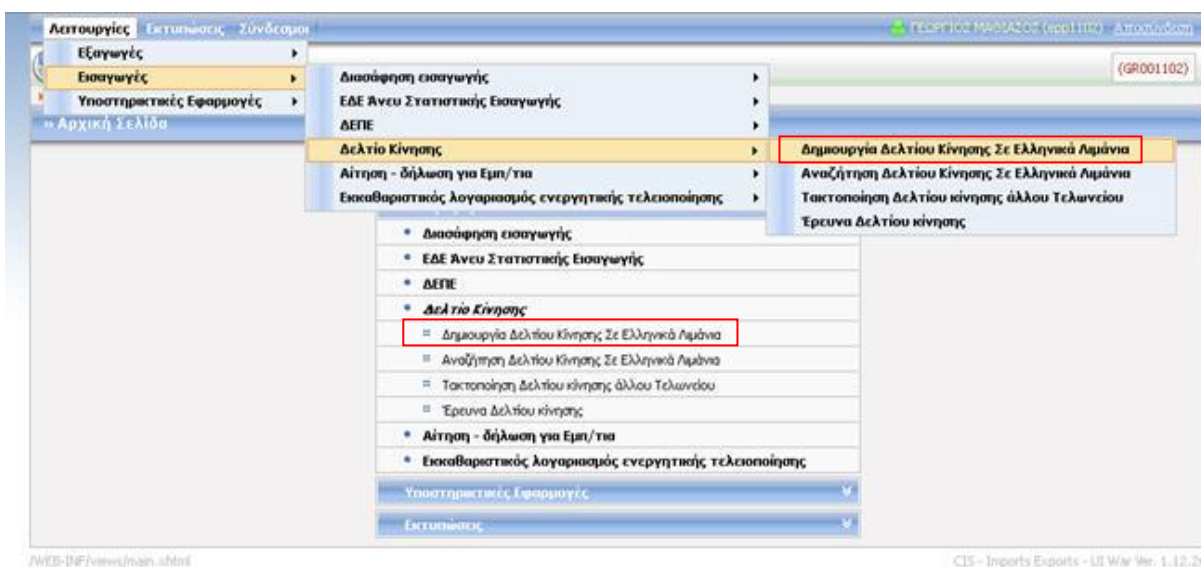 Λειτουργίες Εκτυπώσεις Σύνδεσμοι
ΓΕΩΡΓΙΟΣ (epp1102) Αποσύνδεση
Εξαγωγές
Εισαγωγές
Υποστηρικτικές Εφαρμογές
(GR001102)
» Αρχική Σελίδα
Διασάφηση εισαγωγής
ΕΔΕ Άνευ Στατιστικής Εισαγωγής
ΔΕΠΕ
Δελτίο Κίνησης
Αίτηση - δήλωση για Εμπ/τια
Εκκαθαριστικός λογαριασμός ενεργητικής τελειοποίησης
Δημιουργία Δελτίου Κίνησης Σε Ελληνικά Λιμάνια
Αναζήτηση Δελτίου Κίνησης Σε Ελληνικά Λιμάνια
Τακτοποίηση Δελτίου κίνησης άλλου Τελωνείου
Έρευνα Δελτίου κίνησης
Διασάφηση εισαγωγής
ΕΔΕ Άνευ Στατιστικής Εισαγωγής
ΔΕΠΕ
Δελτίο Κίνησης
Δημιουργία Δελτίου Κίνησης Σε Ελληνικά Λιμάνια
Αναζήτηση Δελτίου Κίνησης Σε Ελληνικά Λιμάνια
Τακτοποίηση Δελτίου κίνησης άλλου Τελωνείου
Έρευνα Δελτίου κίνησης
Αίτηση - δήλωση για Εμπ/τια
Εκκαθαριστικός λογαριασμός ενεργητικής τελειοποίησης
Υποστηρικτικές Εφαρμογές
Εκτυπώσεις
/WEB-INF/views/main.xhtml
CIS - Imports Exports - UI War Ver. 1.12.2